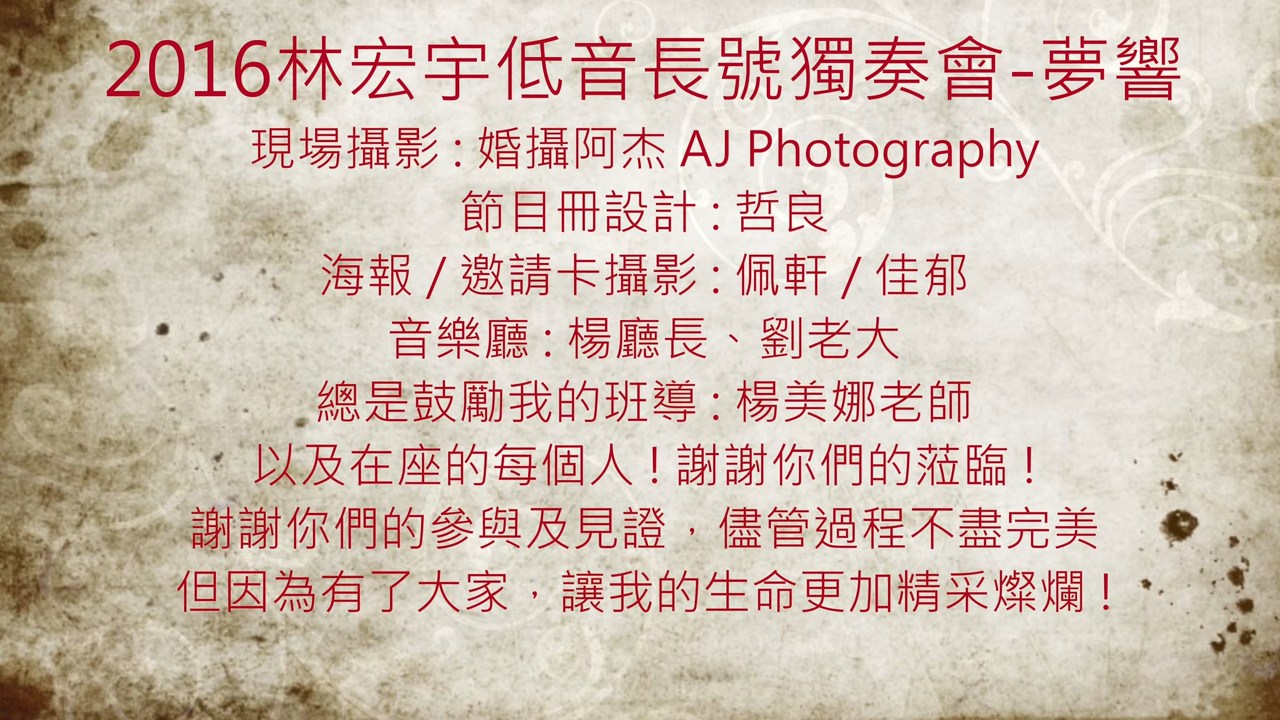 2016林宏宇低音長號獨奏會-夢響
現場攝影 : 婚攝阿杰 AJ Photography
節目冊設計 : 哲良
海報 / 邀請卡攝影 : 佩軒 / 佳郁
音樂廳 : 楊廳長、劉老大
總是鼓勵我的班導 : 楊美娜老師
以及在座的每個人 ! 謝謝你們的蒞臨 !
謝謝你們的參與及見證，儘管過程不盡完美
但因為有了大家，讓我的生命更加精采燦爛 !